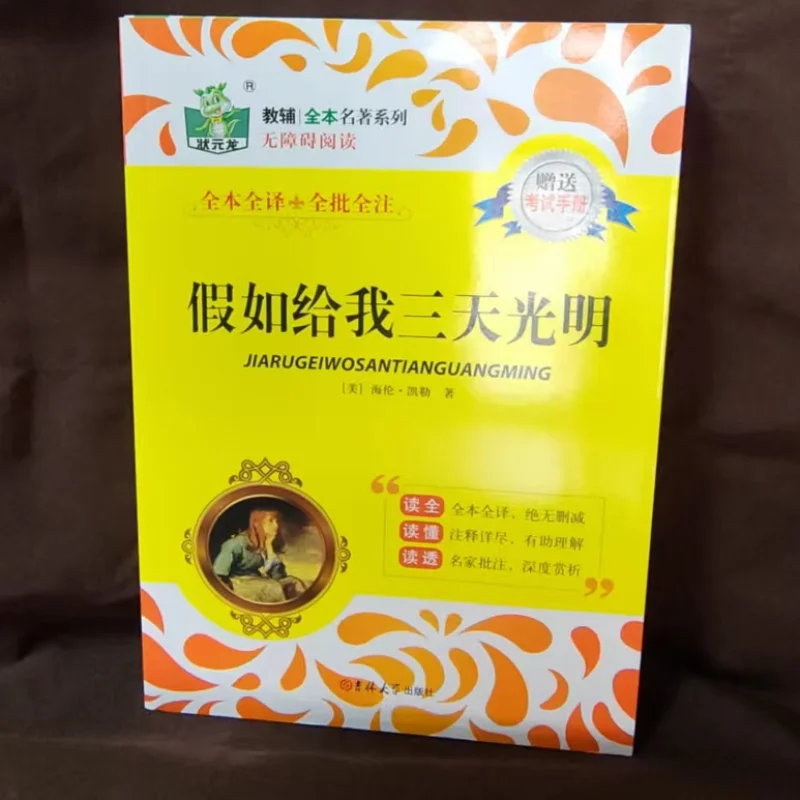 ®
状元龙
教辅 全本名著系列
无障碍阅读
赠送
考试手册
全本全译+全批全注
假如给我三天光明
JIARUGEIWOSANTIANGUANGMING
[美] 海伦·凯勒 著
“
读全 全本全译、绝无删减
读懂 注释详尽、有助理解
读透 名家批注、深度赏析
”
吉林大学出版社